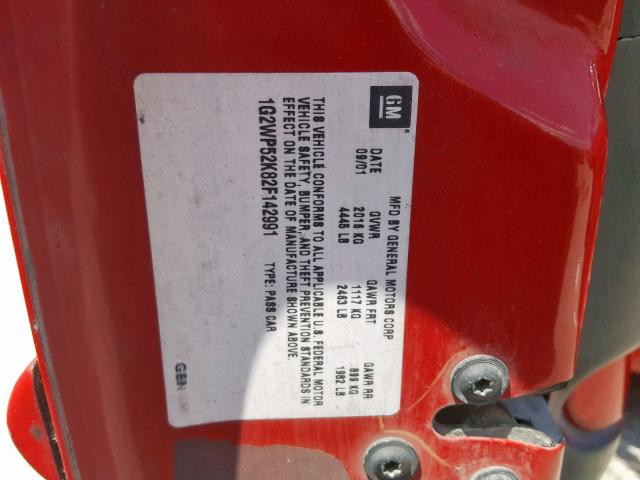 GM
MFD BY GENERAL MOTORS CORP
DATE GVWR GAWR FRT GAWR RR
09/01 2016 KG 1117 KG 899 KG
4445 LB 2463 LB 1982 LB
THIS VEHICLE CONFORMS TO ALL APPLICABLE U.S. FEDERAL MOTOR
VEHICLE SAFETY, BUMPER, AND THEFT PREVENTION STANDARDS IN
EFFECT ON THE DATE OF MANUFACTURE SHOWN ABOVE.
1G2WP52K82F142991 TYPE: PASS CAR